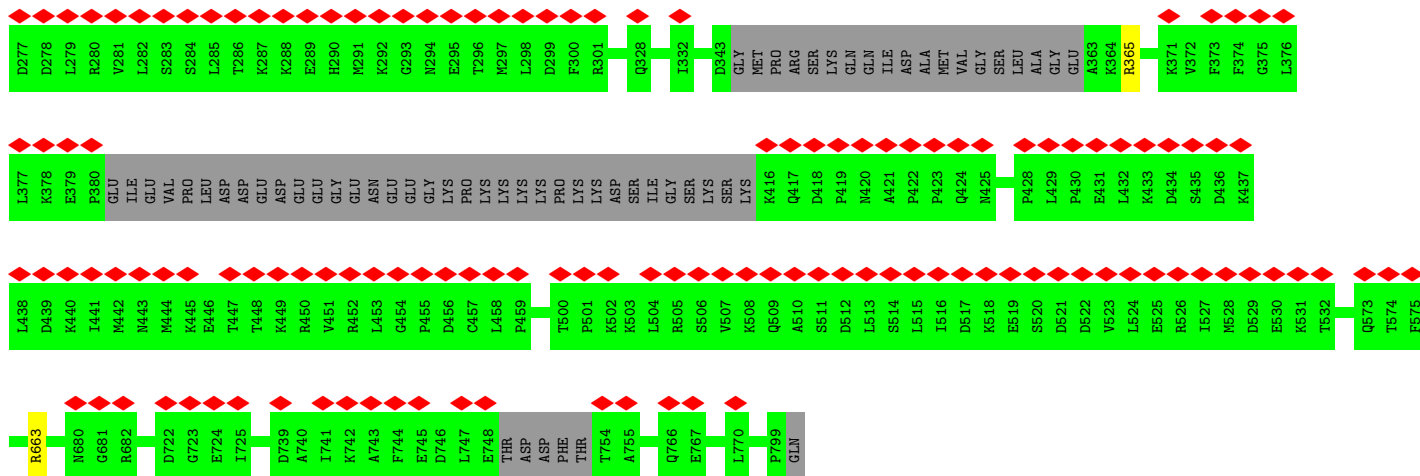 D277 D278 L279 R280 V281 L282 S283 S284 L285 T286 K287 K288 E289 H290 M291 K292 G293 N294 E295 T296 M297 L298 D299 F300 R301 Q328 I332 D343 GLY MET PRO ARG SER LYS GLN GLN ILE ASP ALA MET VAL GLY SER LEU ALA GLY GLU A363 K364 R365 K371 V372 F373 F374 G375 L376
L377 K378 E379 P380 GLU ILE GLU VAL PRO LEU ASP ASP GLU ASP GLU GLU GLY GLU ASN GLU GLU GLY LYS PRO LYS LYS LYS LYS PRO LYS LYS ASP SER ILE GLY SER LYS SER LYS K416 Q417 D418 P419 N420 A421 P422 P423 Q424 N425 P428 L429 P430 E431 L432 K433 D434 S435 D436 K437
L438 D439 K440 I441 M442 N443 M444 K445 E446 T447 T448 K449 R450 V451 R452 L453 G454 P455 D456 C457 L458 P459 T500 P501 K502 K503 L504 R505 S506 V507 K508 Q509 A510 S511 D512 L513 S514 L515 I516 D517 K518 E519 S520 D521 D522 V523 L524 E525 R526 I527 M528 D529 E530 K531 T532 Q573 T574 F575
R663 N680 G681 R682 D722 G723 E724 I725 D739 A740 I741 K742 A743 F744 E745 D746 L747 E748 THR ASP ASP PHE THR T754 A755 Q766 E767 L770 P799 GLN